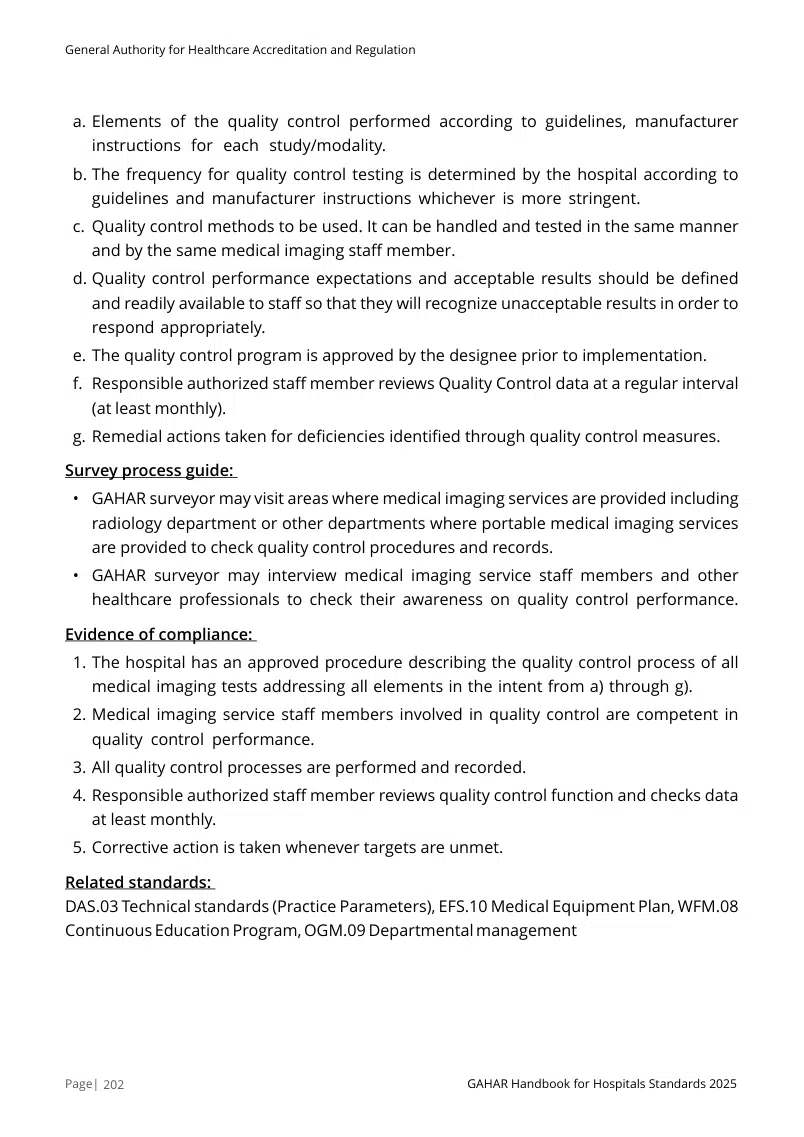 General Authority for Healthcare Accreditation and Regulation
a. Elements of the quality control performed according to guidelines, manufacturer
instructions for each study/modality.
b. The frequency for quality control testing is determined by the hospital according to
guidelines and manufacturer instructions whichever is more stringent.
c. Quality control methods to be used. It can be handled and tested in the same manner
and by the same medical imaging staff member.
d. Quality control performance expectations and acceptable results should be defined
and readily available to staff so that they will recognize unacceptable results in order to
respond appropriately.
e. The quality control program is approved by the designee prior to implementation.
f. Responsible authorized staff member reviews Quality Control data at a regular interval
(at least monthly).
g. Remedial actions taken for deficiencies identified through quality control measures.
Survey process guide:
• GAHAR surveyor may visit areas where medical imaging services are provided including
radiology department or other departments where portable medical imaging services
are provided to check quality control procedures and records.
• GAHAR surveyor may interview medical imaging service staff members and other
healthcare professionals to check their awareness on quality control performance.
Evidence of compliance:
1. The hospital has an approved procedure describing the quality control process of all
medical imaging tests addressing all elements in the intent from a) through g).
2. Medical imaging service staff members involved in quality control are competent in
quality control performance.
3. All quality control processes are performed and recorded.
4. Responsible authorized staff member reviews quality control function and checks data
at least monthly.
5. Corrective action is taken whenever targets are unmet.
Related standards:
DAS.03 Technical standards (Practice Parameters), EFS.10 Medical Equipment Plan, WFM.08
Continuous Education Program, OGM.09 Departmental management
Page| 202
GAHAR Handbook for Hospitals Standards 2025